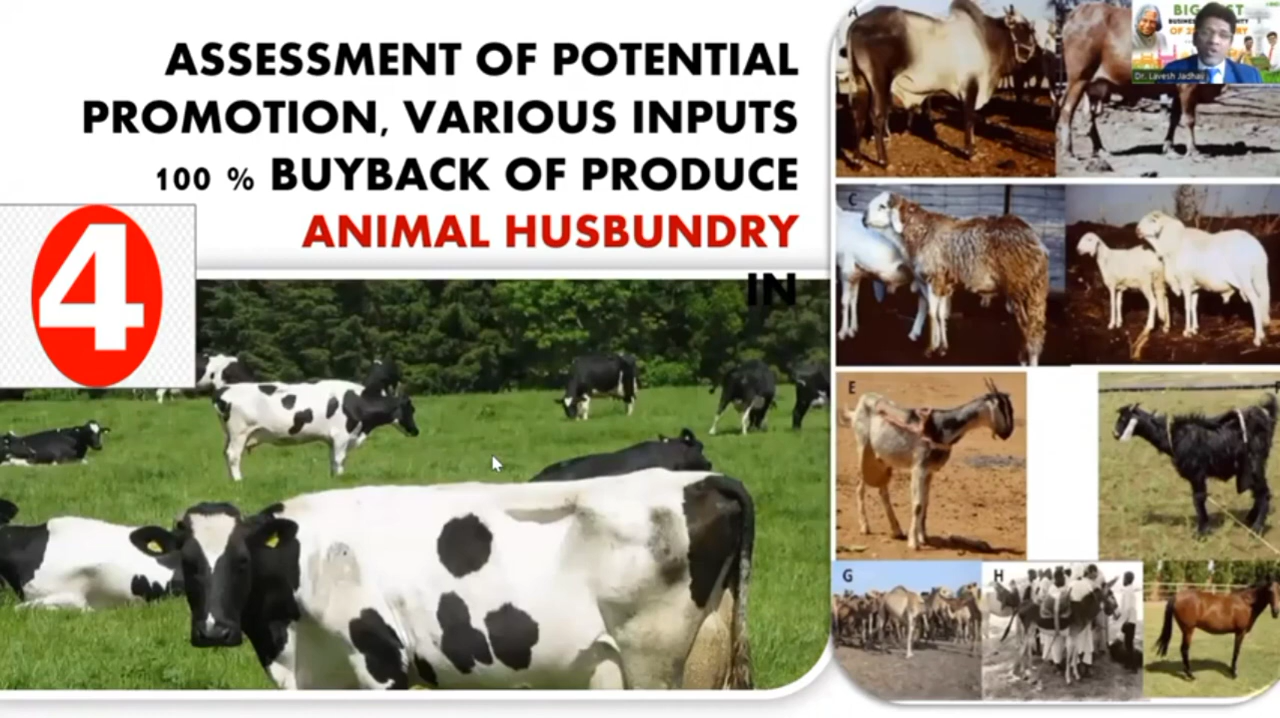 ASSESSMENT OF POTENTIAL
PROMOTION, VARIOUS INPUTS
100 % BUYBACK OF PRODUCE
ANIMAL HUSBUNDRY
IN
4
A
C
E
G
H
Dr. Lavesh Jadhav